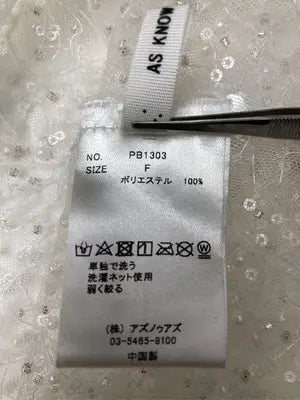 AS KNOW
NO. PB1303
SIZE F
ポリエステル 100%
単独で洗う
洗濯ネット使用
弱く絞る
(株) アズノゥアズ
03-5465-8100
中国製